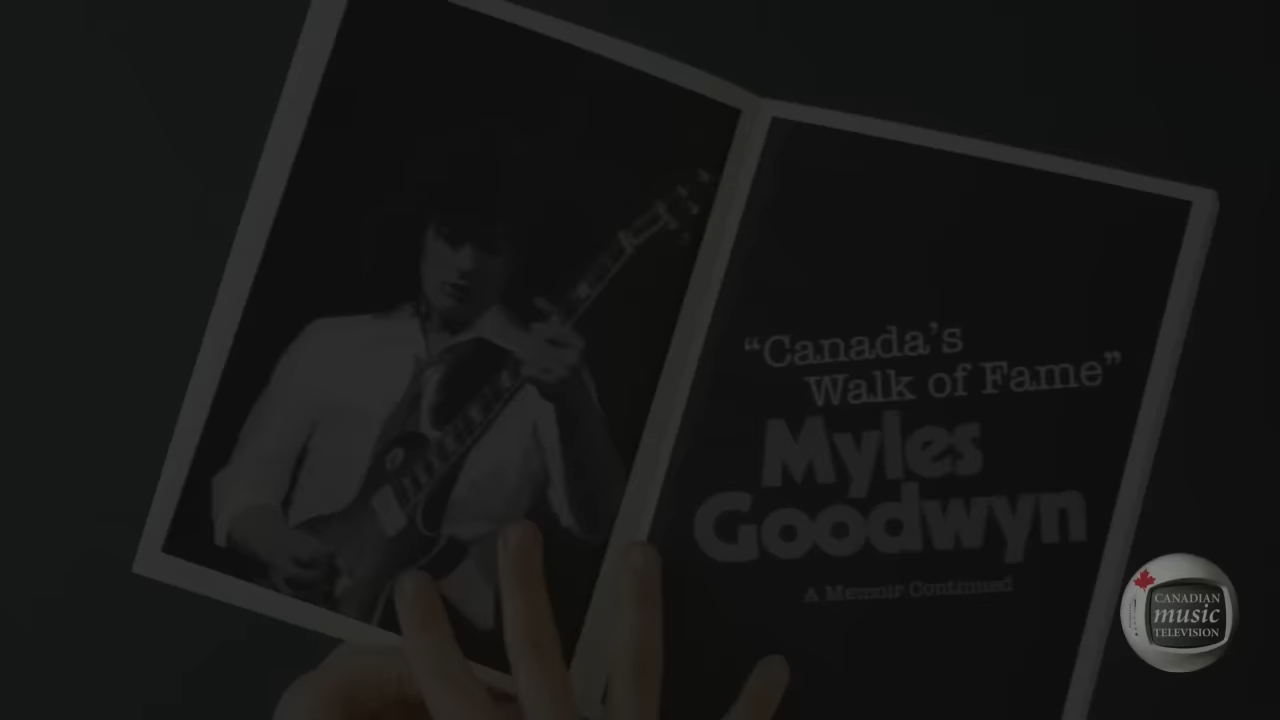 “Canada’s
Walk of Fame”
Myles
Goodwyn
A Memoir Continued
CANADIAN
music
TELEVISION